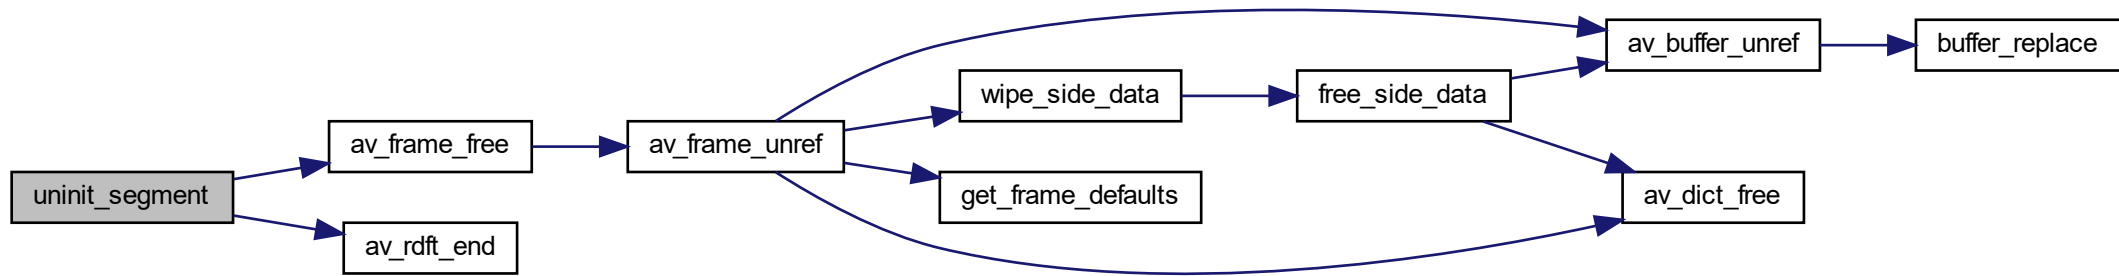 uninit_segment
av_frame_free
av_rdft_end
av_frame_unref
wipe_side_data
get_frame_defaults
free_side_data
av_buffer_unref
av_dict_free
buffer_replace